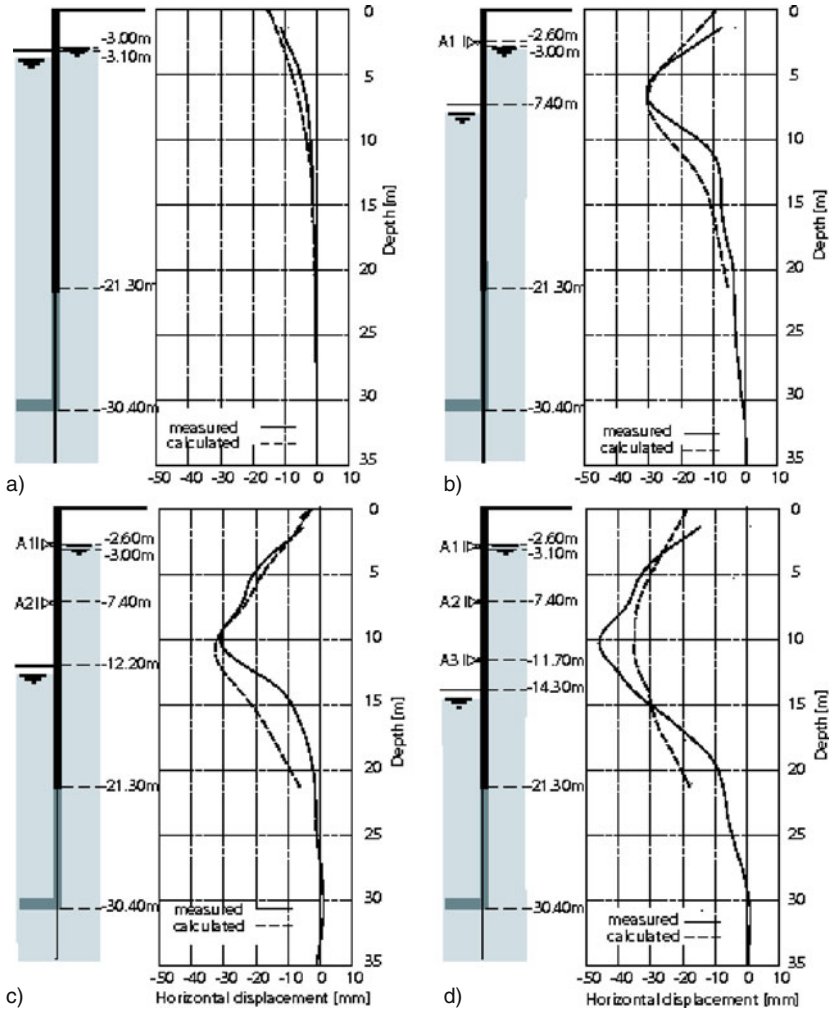 -3.00m
-3.10m
-21.30m
-30.40m
0
5
10
15
20
25
30
35
Depth [m]
measured
calculated
-50 -40 -30 -20 -10 0 10
a)
A1
-2.60m
-3.00m
-7.40m
-21.30m
-30.40m
0
5
10
15
20
25
30
35
Depth [m]
measured
calculated
-50 -40 -30 -20 -10 0 10
b)
A1
-2.60m
-3.00m
A2
-7.40m
-12.20m
-21.30m
-30.40m
0
5
10
15
20
25
30
35
Depth [m]
measured
calculated
-50 -40 -30 -20 -10 0 10
Horizontal displacement [mm]
c)
A1
-2.60m
-3.10m
A2
-7.40m
A3
-11.70m
-14.30m
-21.30m
-30.40m
0
5
10
15
20
25
30
35
Depth [m]
measured
calculated
-50 -40 -30 -20 -10 0 10
Horizontal displacement [mm]
d)